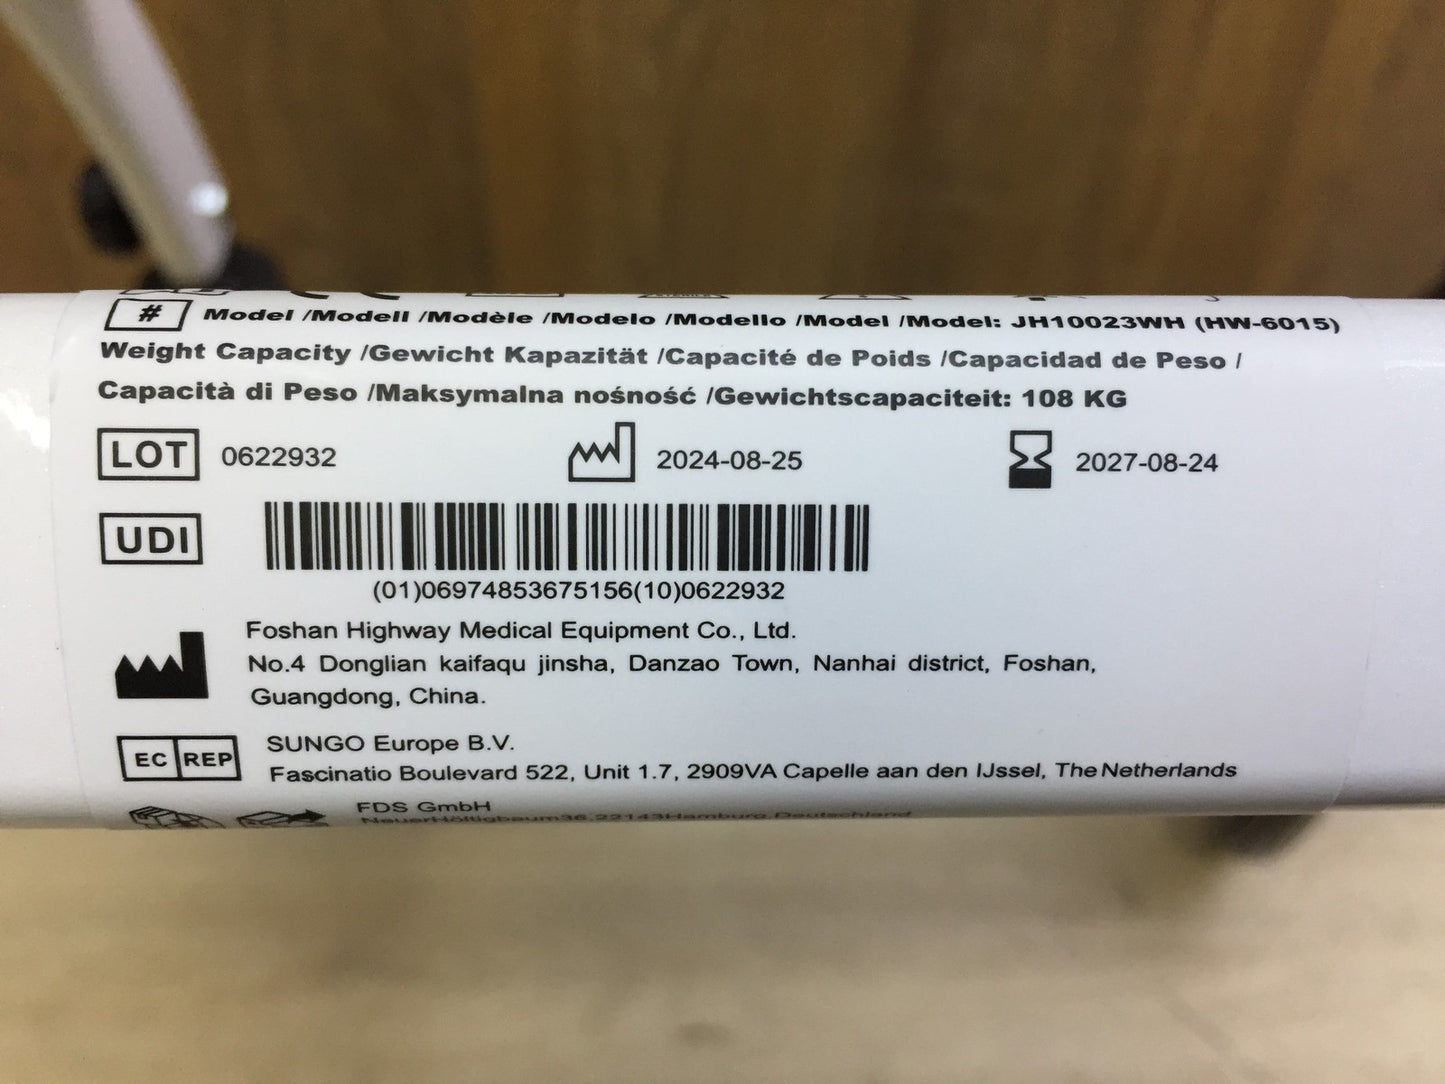 # Model /Modell /Modèle /Modelo /Modello /Model /Model: JH10023WH (HW-6015)
Weight Capacity /Gewicht Kapazität /Capacité de Poids /Capacidad de Peso /
Capacità di Peso /Maksymalna nośność /Gewichtscapaciteit: 108 KG
LOT 0622932 2024-08-25 2027-08-24
UDI
(01)06974853675156(10)0622932
Foshan Highway Medical Equipment Co., Ltd.
No.4 Donglian kaifaqu jinsha, Danzao Town, Nanhai district, Foshan,
Guangdong, China.
EC REP SUNGO Europe B.V.
Fascinatio Boulevard 522, Unit 1.7, 2909VA Capelle aan den IJssel, The Netherlands
FDS GmbH
NeuerHöltigbaum36,22143Hamburg,Deutschland